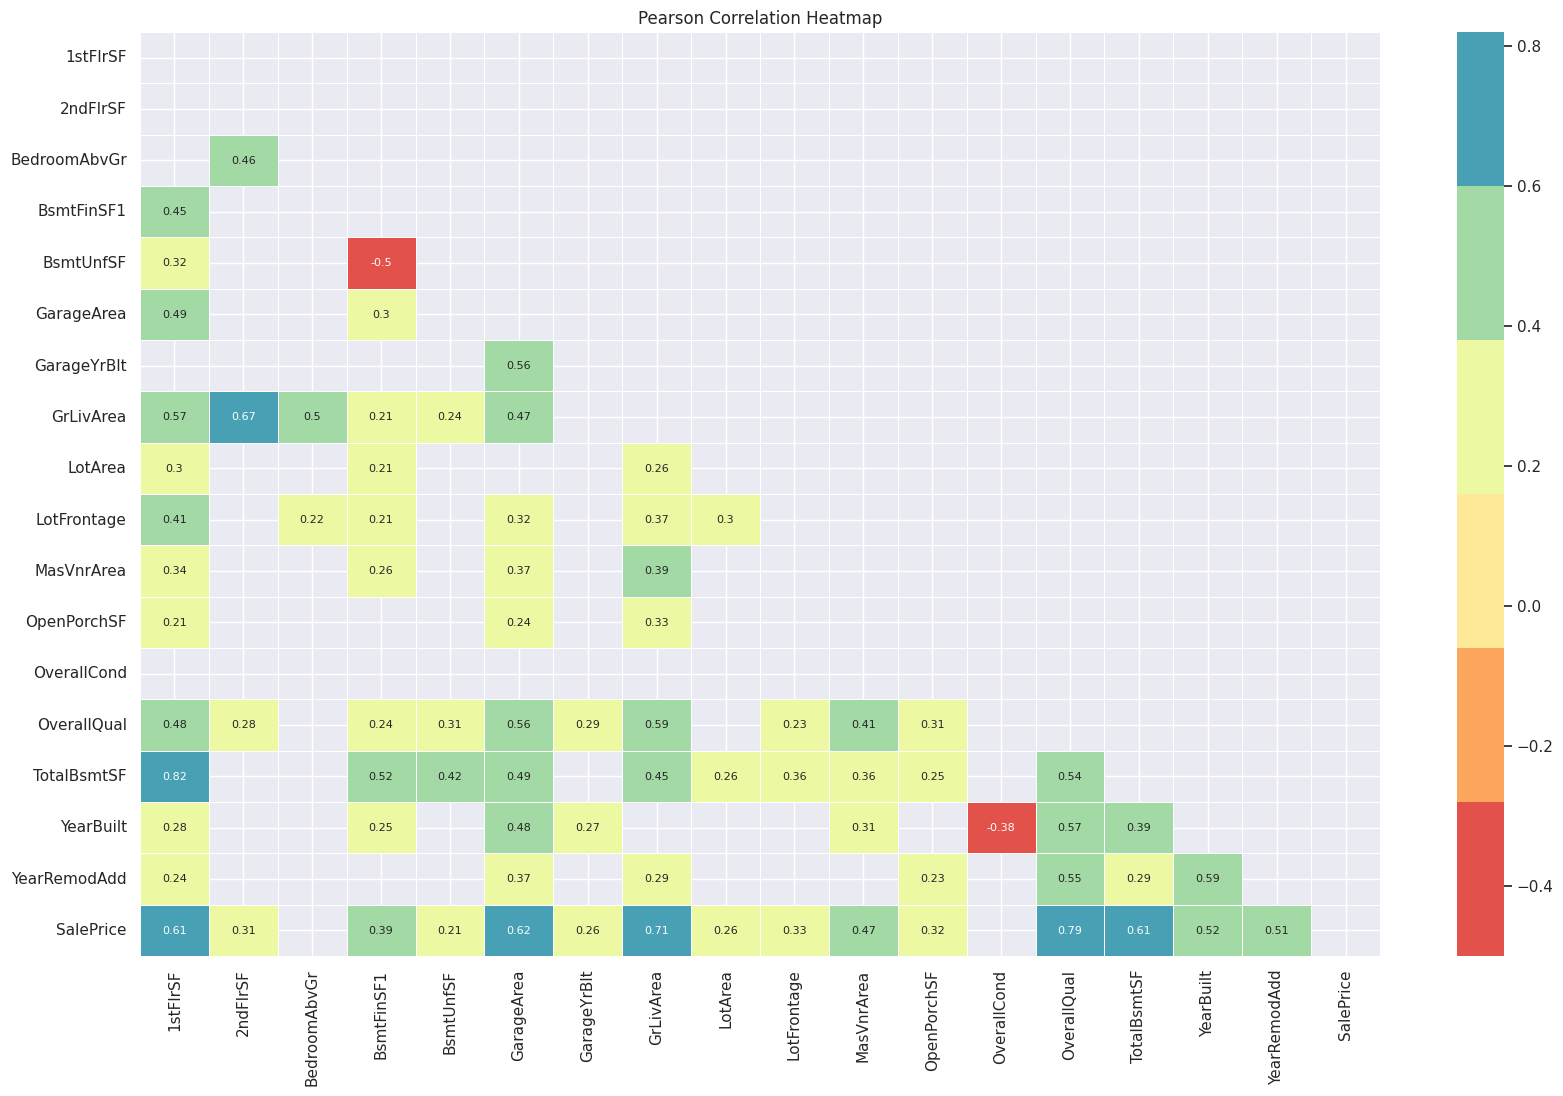 Pearson Correlation Heatmap
1stFlrSF
2ndFlrSF
BedroomAbvGr 0.46
BsmtFinSF1 0.45
BsmtUnfSF 0.32 -0.5
GarageArea 0.49 0.3
GarageYrBlt 0.56
GrLivArea 0.57 0.67 0.5 0.21 0.24 0.47
LotArea 0.3 0.21 0.26
LotFrontage 0.41 0.22 0.21 0.32 0.37 0.3
MasVnrArea 0.34 0.26 0.37 0.39
OpenPorchSF 0.21 0.24 0.33
OverallCond
OverallQual 0.48 0.28 0.24 0.31 0.56 0.29 0.59 0.23 0.41 0.31
TotalBsmtSF 0.82 0.52 0.42 0.49 0.45 0.26 0.36 0.36 0.25 0.54
YearBuilt 0.28 0.25 0.48 0.27 0.31 -0.38 0.57 0.39
YearRemodAdd 0.24 0.37 0.29 0.23 0.55 0.29 0.59
SalePrice 0.61 0.31 0.39 0.21 0.62 0.26 0.71 0.26 0.33 0.47 0.32 0.79 0.61 0.52 0.51
1stFlrSF
2ndFlrSF
BedroomAbvGr
BsmtFinSF1
BsmtUnfSF
GarageArea
GarageYrBlt
GrLivArea
LotArea
LotFrontage
MasVnrArea
OpenPorchSF
OverallCond
OverallQual
TotalBsmtSF
YearBuilt
YearRemodAdd
SalePrice
0.8
0.6
0.4
0.2
0.0
−0.2
−0.4